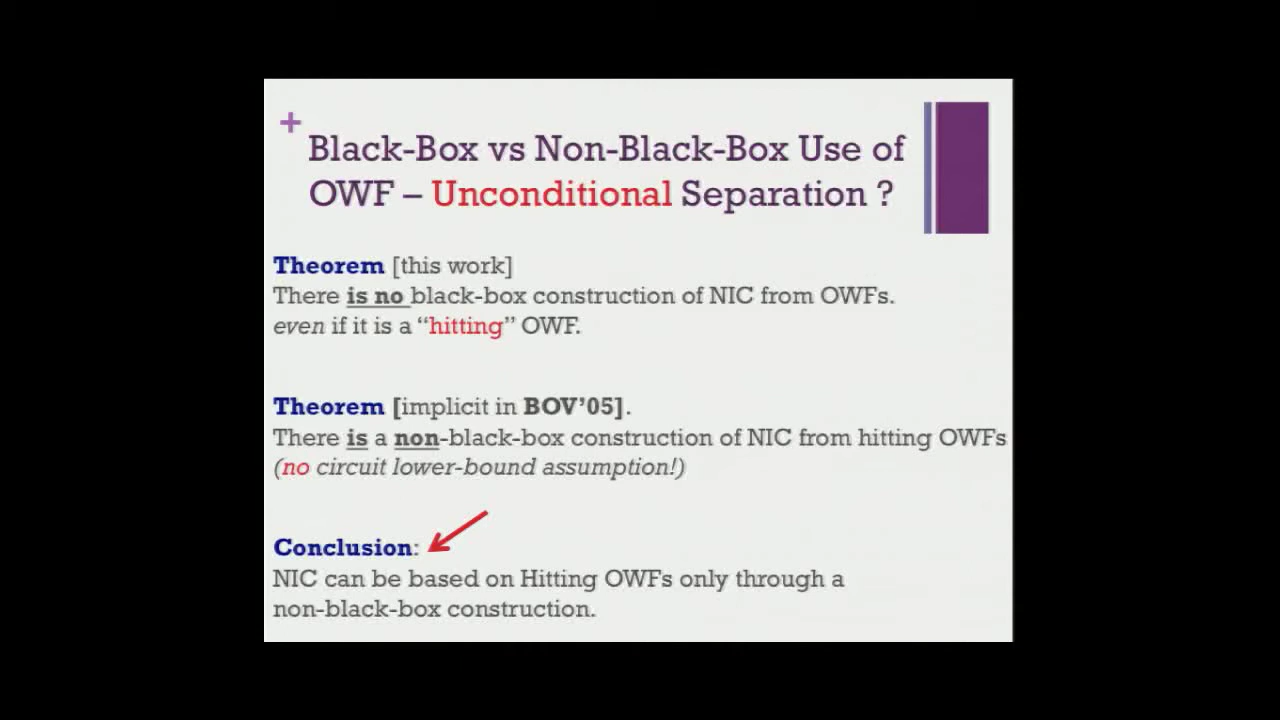 +
Black-Box vs Non-Black-Box Use of
OWF – Unconditional Separation ?
Theorem [this work]
There is no black-box construction of NIC from OWFs.
even if it is a “hitting” OWF.
Theorem [implicit in BOV’05].
There is a non-black-box construction of NIC from hitting OWFs
(no circuit lower-bound assumption!)
Conclusion:
NIC can be based on Hitting OWFs only through a
non-black-box construction.